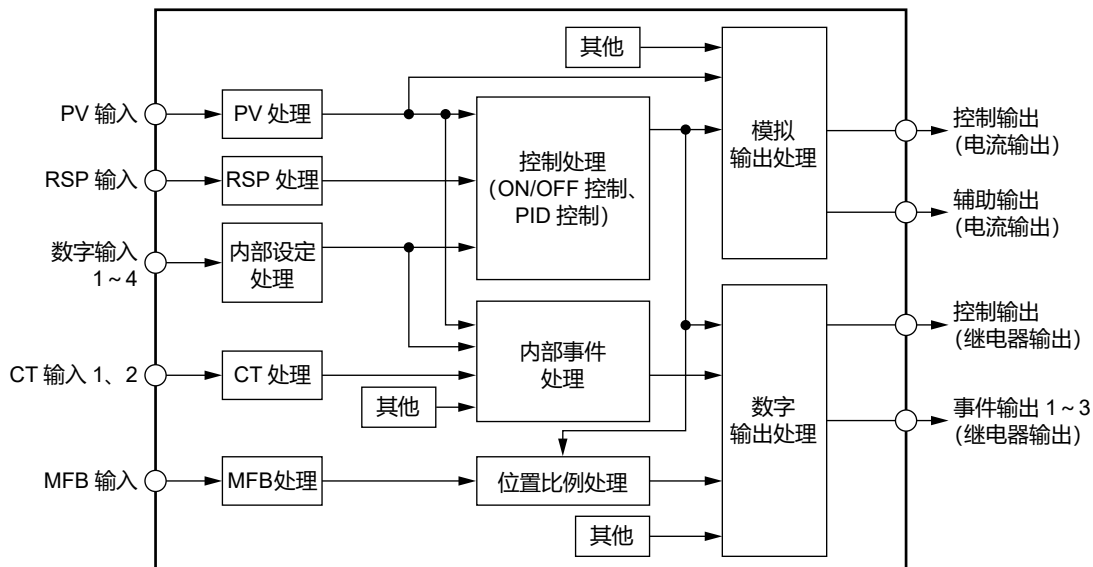 其他
PV 输入
PV 处理
控制处理
(ON/OFF 控制、
PID 控制)
模拟
输出处理
控制输出
(电流输出)
RSP 输入
RSP 处理
辅助输出
(电流输出)
数字输入
1~4
内部设定
处理
内部事件
处理
控制输出
(继电器输出)
CT 输入 1、2
CT 处理
其他
数字
输出处理
事件输出 1~3
(继电器输出)
MFB 输入
MFB处理
位置比例处理
其他